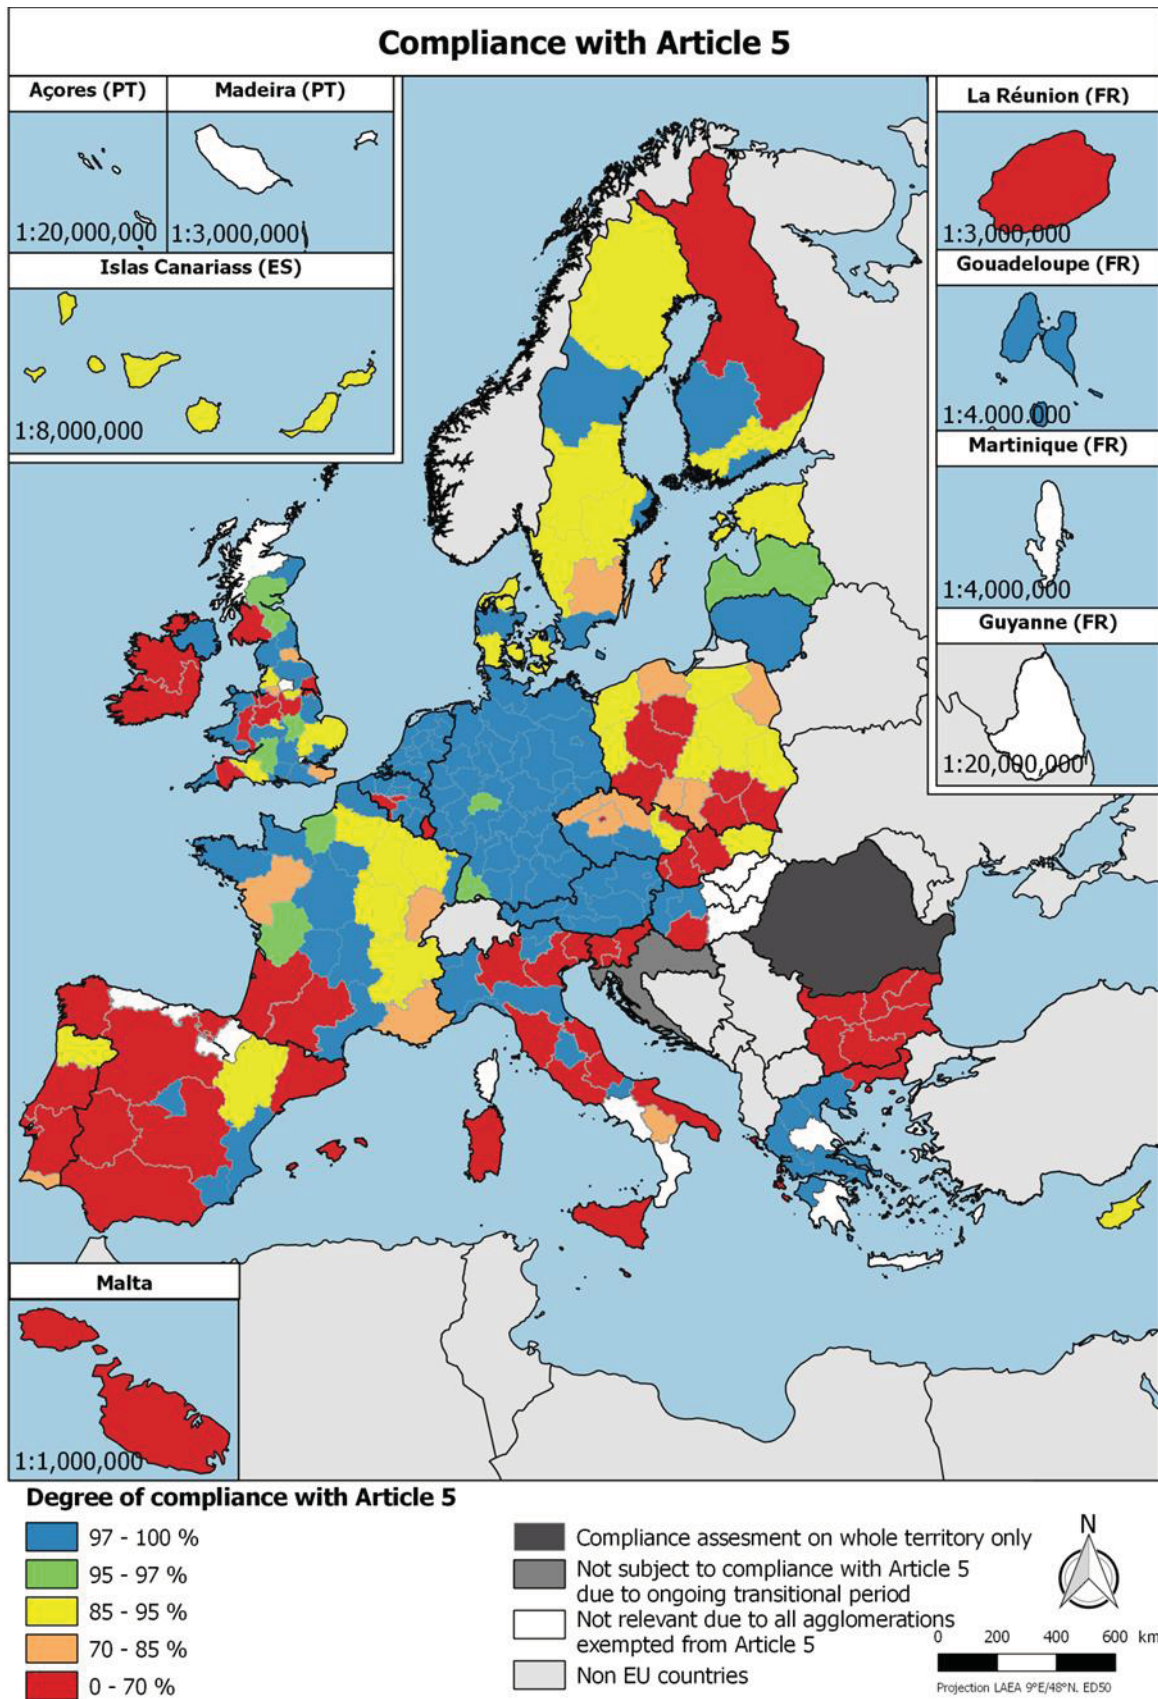 Compliance with Article 5
Açores (PT)
Madeira (PT)
1:20,000,000
1:3,000,000
Islas Canariass (ES)
1:8,000,000
La Réunion (FR)
1:3,000,000
Gouadeloupe (FR)
1:4.000.000
Martinique (FR)
1:4,000,000
Guyanne (FR)
1:20,000,000
Malta
1:1,000,000
Degree of compliance with Article 5
97 - 100 %
95 - 97 %
85 - 95 %
70 - 85 %
0 - 70 %
Compliance assesment on whole territory only
Not subject to compliance with Article 5
due to ongoing transitional period
Not relevant due to all agglomerations
exempted from Article 5
Non EU countries
N
0 200 400 600 km
Projection LAEA 9°E/48°N. ED50